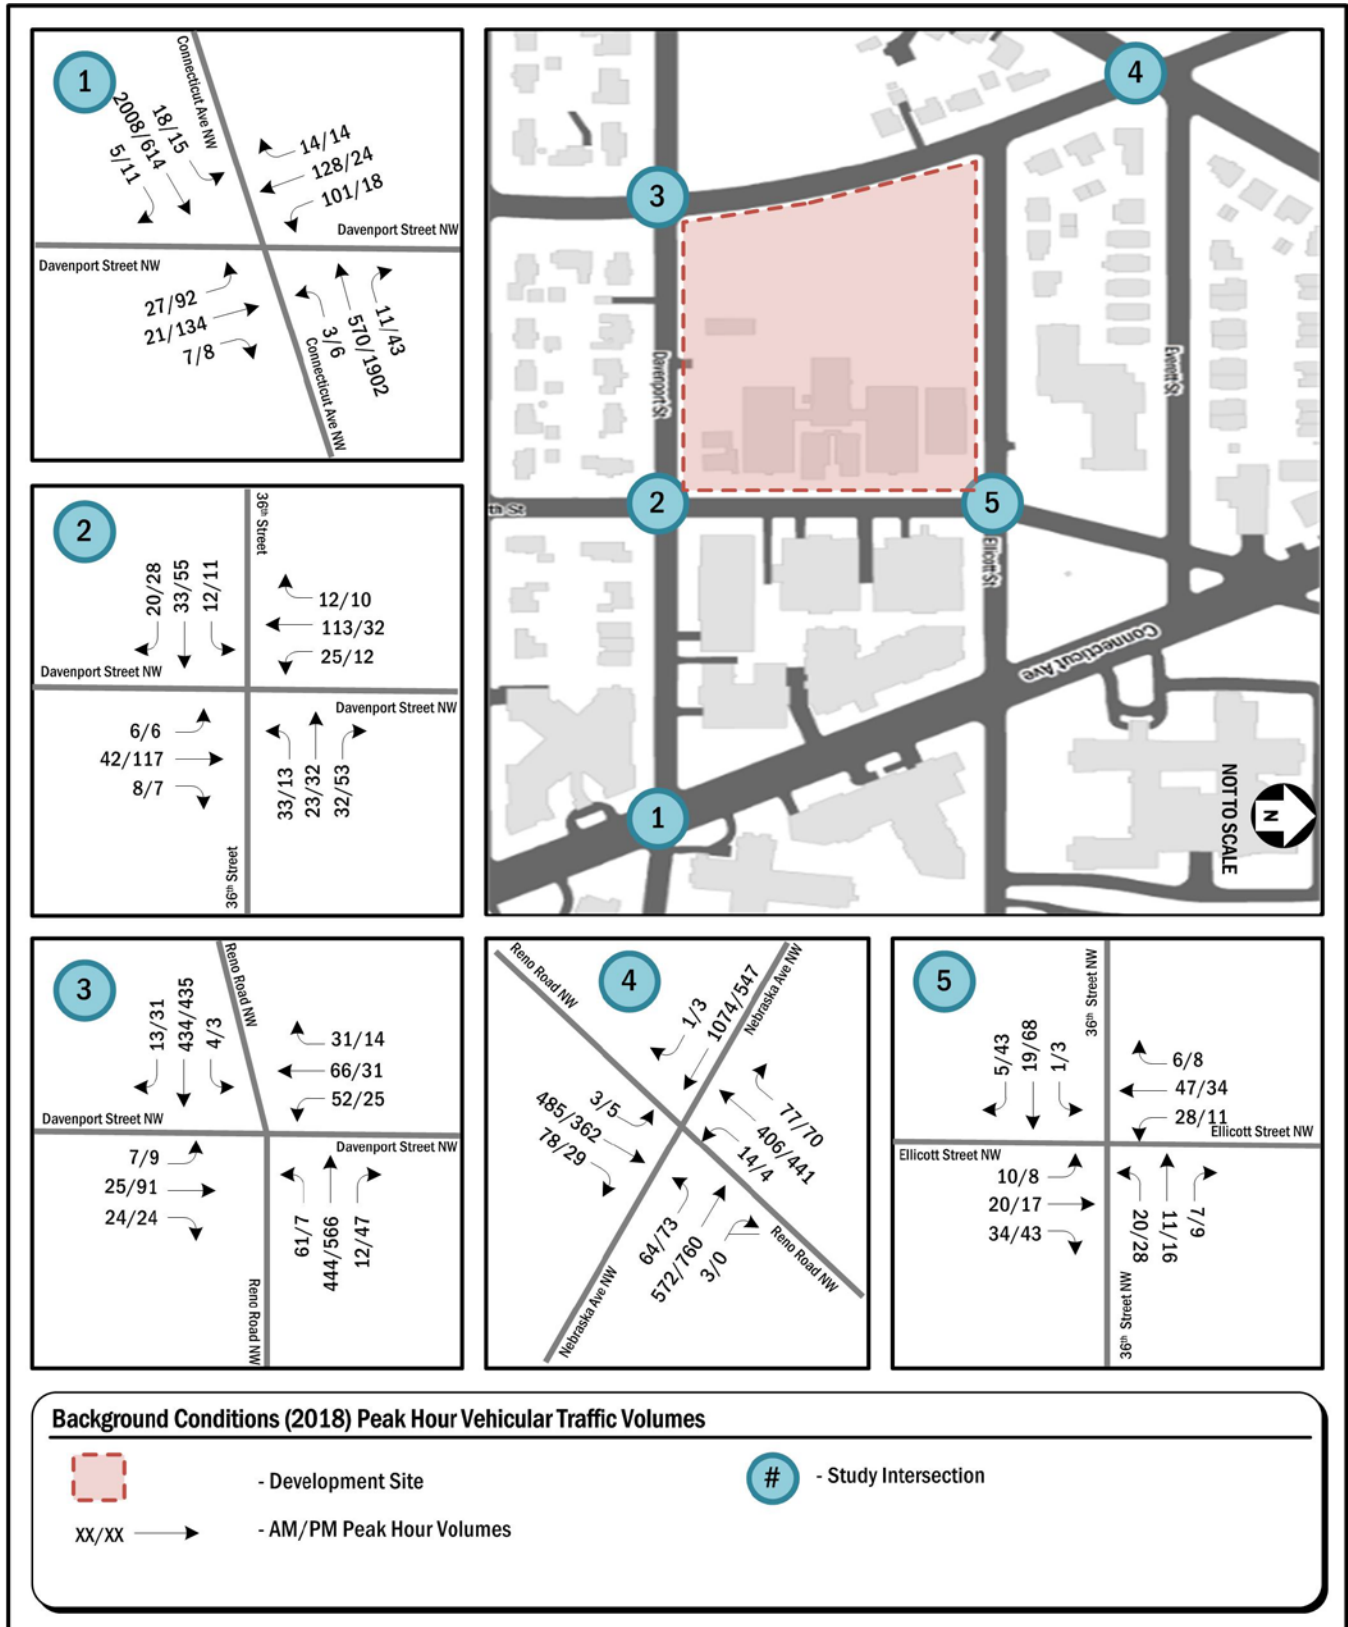 1
Connecticut Ave NW
18/15
2008/614
5/11
14/14
128/24
101/18
Davenport Street NW
Davenport Street NW
27/92
21/134
7/8
3/6
570/1902
11/43
Connecticut Ave NW
2
36th Street
20/28
33/55
12/11
12/10
113/32
25/12
Davenport Street NW
Davenport Street NW
6/6
42/117
8/7
33/13
23/32
32/53
36th Street
4
3
Davenport St
Everett St
2
5
th St
Ellicott St
Connecticut Ave
1
NOT TO SCALE
N
3
Reno Road NW
13/31
434/435
4/3
31/14
66/31
52/25
Davenport Street NW
Davenport Street NW
7/9
25/91
24/24
61/7
444/566
12/47
Reno Road NW
4
Reno Road NW
Nebraska Ave NW
1/3
1074/547
3/5
485/362
78/29
77/70
406/441
14/4
64/73
572/760
3/0
Nebraska Ave NW
Reno Road NW
5
36th Street NW
5/43
19/68
1/3
6/8
47/34
28/11
Ellicott Street NW
Ellicott Street NW
10/8
20/17
34/43
20/28
11/16
7/9
36th Street NW
Background Conditions (2018) Peak Hour Vehicular Traffic Volumes
- Development Site
# - Study Intersection
XX/XX - AM/PM Peak Hour Volumes